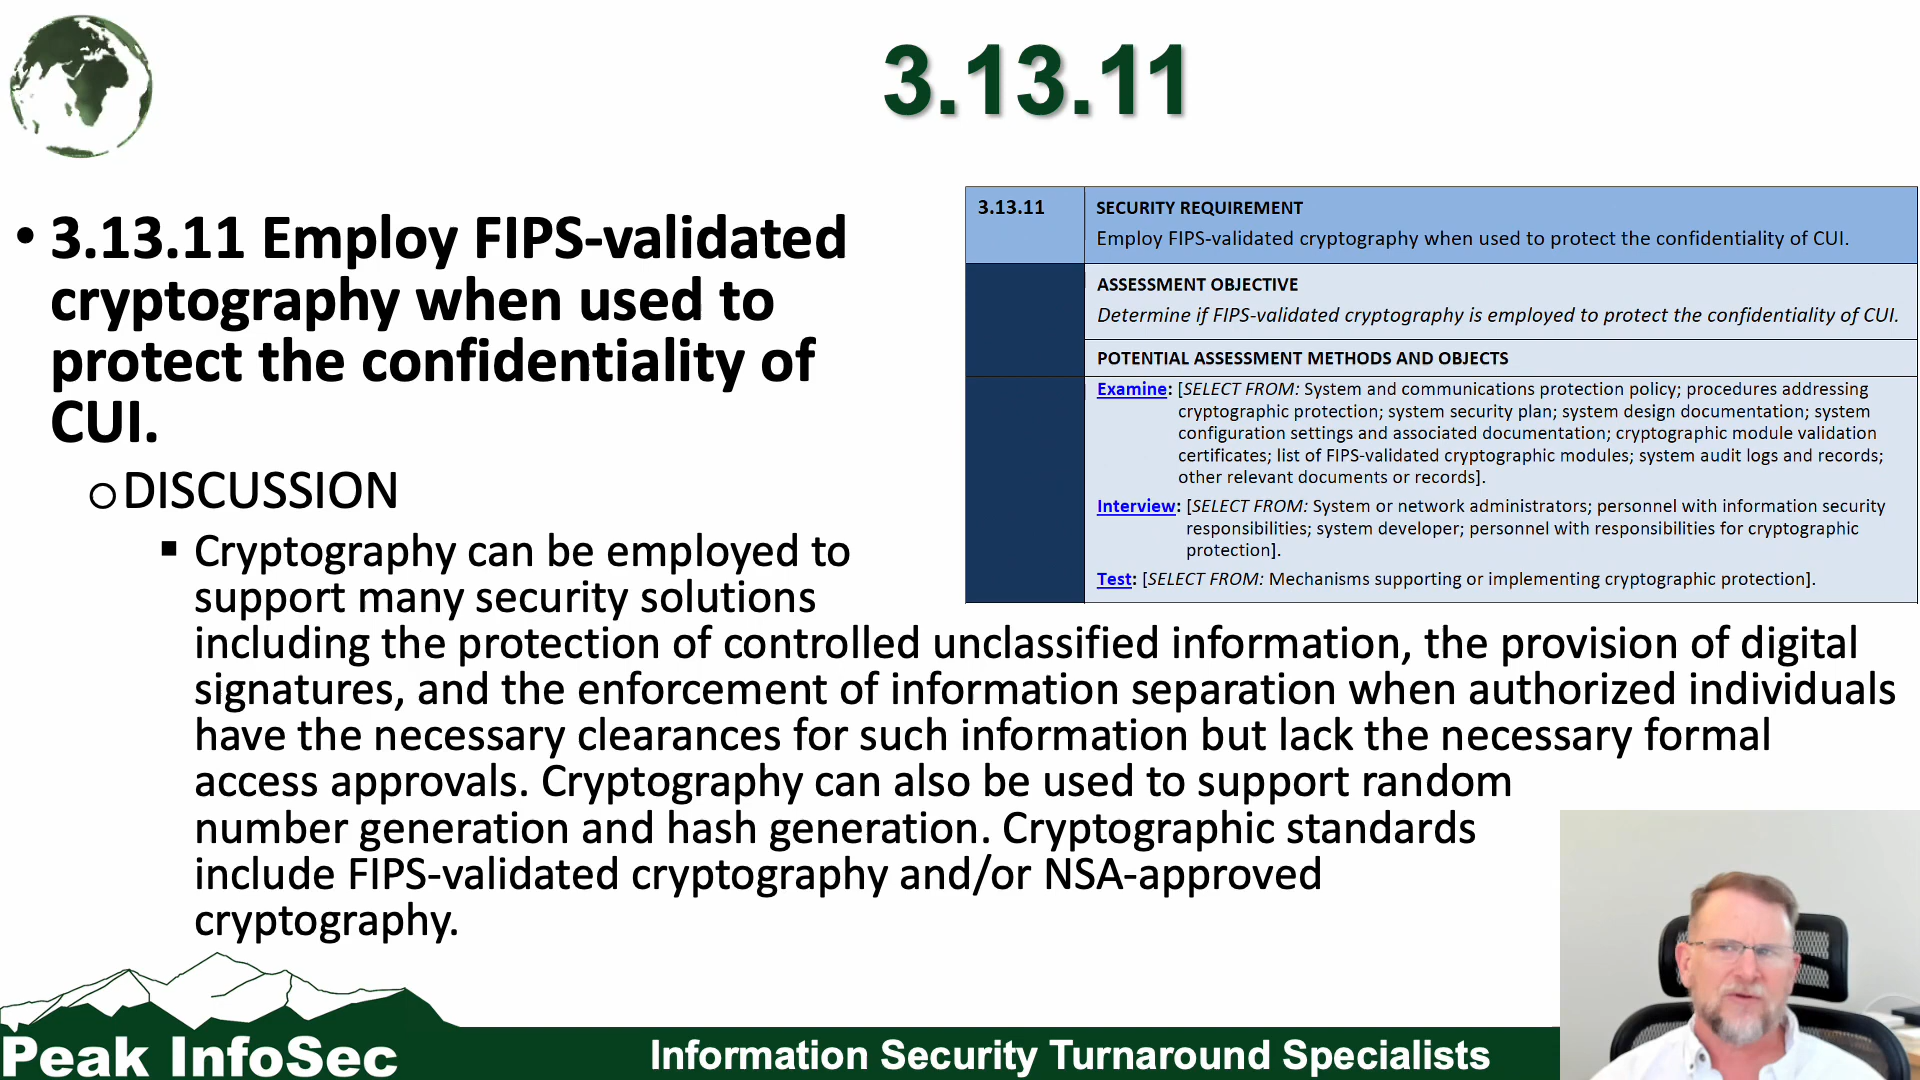 3.13.11
• 3.13.11 Employ FIPS-validated
cryptography when used to
protect the confidentiality of
CUI.
o DISCUSSION
▪ Cryptography can be employed to
support many security solutions
including the protection of controlled unclassified information, the provision of digital
signatures, and the enforcement of information separation when authorized individuals
have the necessary clearances for such information but lack the necessary formal
access approvals. Cryptography can also be used to support random
number generation and hash generation. Cryptographic standards
include FIPS-validated cryptography and/or NSA-approved
cryptography.
3.13.11
SECURITY REQUIREMENT
Employ FIPS-validated cryptography when used to protect the confidentiality of CUI.
ASSESSMENT OBJECTIVE
Determine if FIPS-validated cryptography is employed to protect the confidentiality of CUI.
POTENTIAL ASSESSMENT METHODS AND OBJECTS
Examine: [SELECT FROM: System and communications protection policy; procedures addressing
cryptographic protection; system security plan; system design documentation; system
configuration settings and associated documentation; cryptographic module validation
certificates; list of FIPS-validated cryptographic modules; system audit logs and records;
other relevant documents or records].
Interview: [SELECT FROM: System or network administrators; personnel with information security
responsibilities; system developer; personnel with responsibilities for cryptographic
protection].
Test: [SELECT FROM: Mechanisms supporting or implementing cryptographic protection].
Peak InfoSec
Information Security Turnaround Specialists